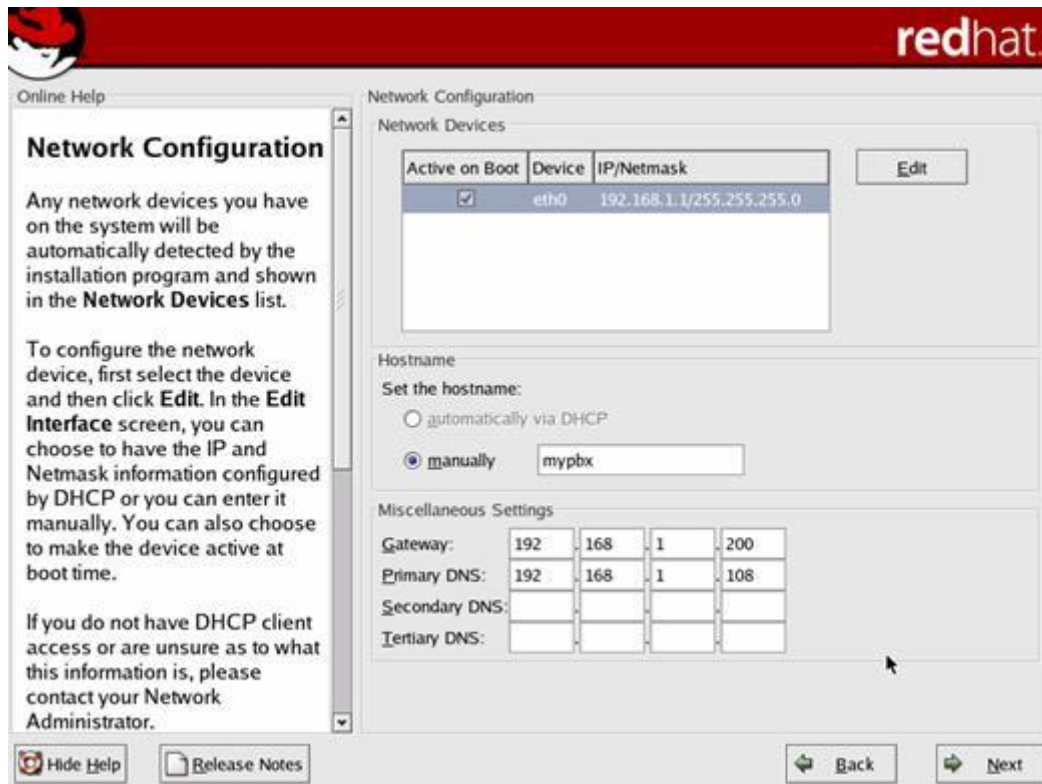 redhat.
Online Help
Network Configuration
Any network devices you have
on the system will be
automatically detected by the
installation program and shown
in the Network Devices list.
To configure the network
device, first select the device
and then click Edit. In the Edit
Interface screen, you can
choose to have the IP and
Netmask information configured
by DHCP or you can enter it
manually. You can also choose
to make the device active at
boot time.
If you do not have DHCP client
access or are unsure as to what
this information is, please
contact your Network
Administrator.
Network Configuration
Network Devices
Active on Boot Device IP/Netmask
eth0 192.168.1.1/255.255.255.0
Edit
Hostname
Set the hostname:
automatically via DHCP
manually mypbx
Miscellaneous Settings
Gateway: 192 . 168 . 1 . 200
Primary DNS: 192 . 168 . 1 . 108
Secondary DNS: . . .
Tertiary DNS: . . .
Hide Help Release Notes Back Next